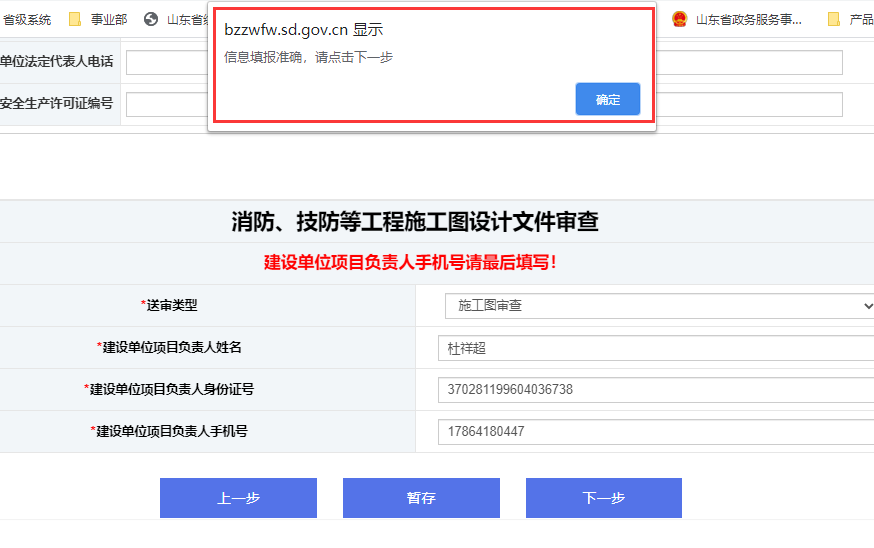 省级系统 事业部 山东省级 山东省政务服务事... 产品
bzzwfw.sd.gov.cn 显示
信息填报准确，请点击下一步
确定
单位法定代表人电话
安全生产许可证编号
消防、技防等工程施工图设计文件审查
建设单位项目负责人手机号请最后填写！
*送审类型 施工图审查
*建设单位项目负责人姓名 杜祥超
*建设单位项目负责人身份证号 370281199604036738
*建设单位项目负责人手机号 17864180447
上一步 暂存 下一步